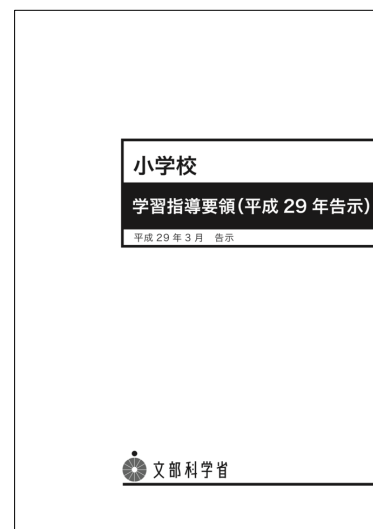 小学校
学習指導要領(平成 29 年告示)
平成 29 年 3 月　告示
文部科学省